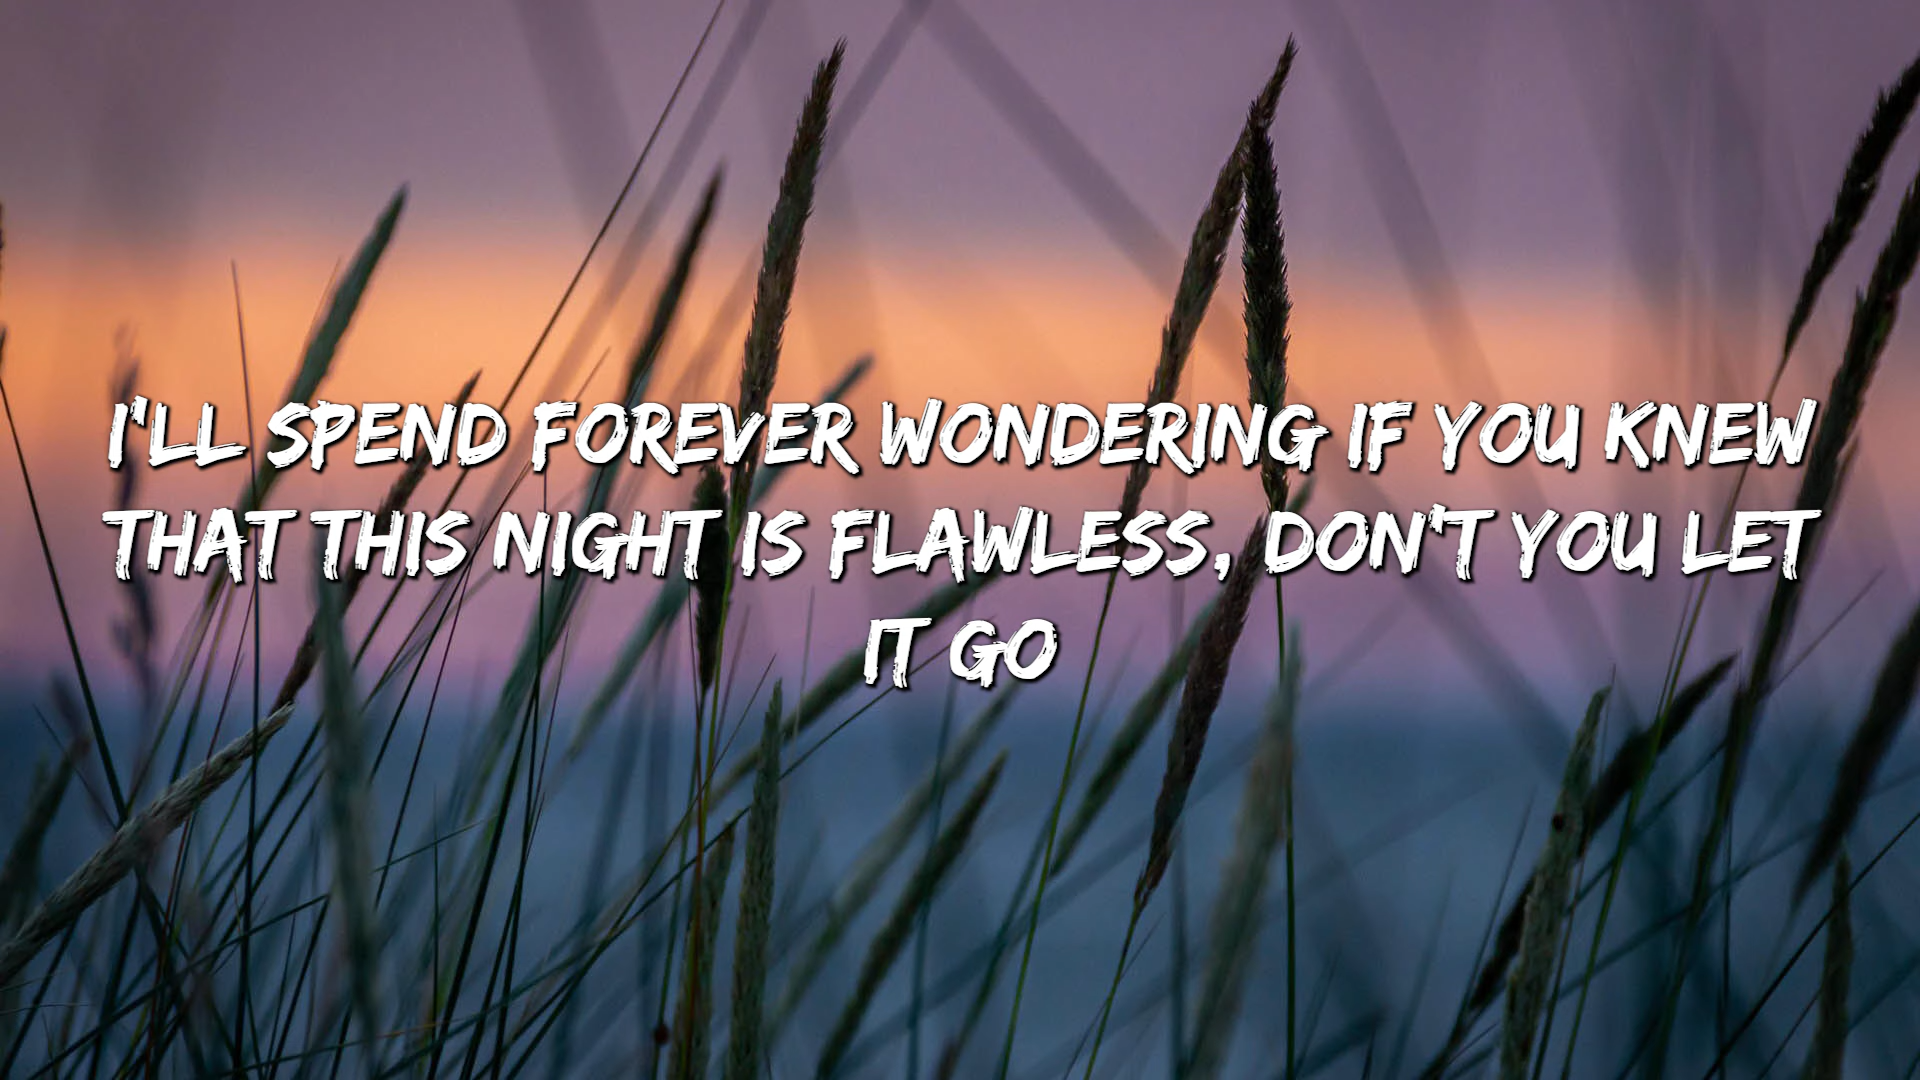 I'LL SPEND FOREVER WONDERING IF YOU KNEW
THAT THIS NIGHT IS FLAWLESS, DON'T YOU LET
IT GO